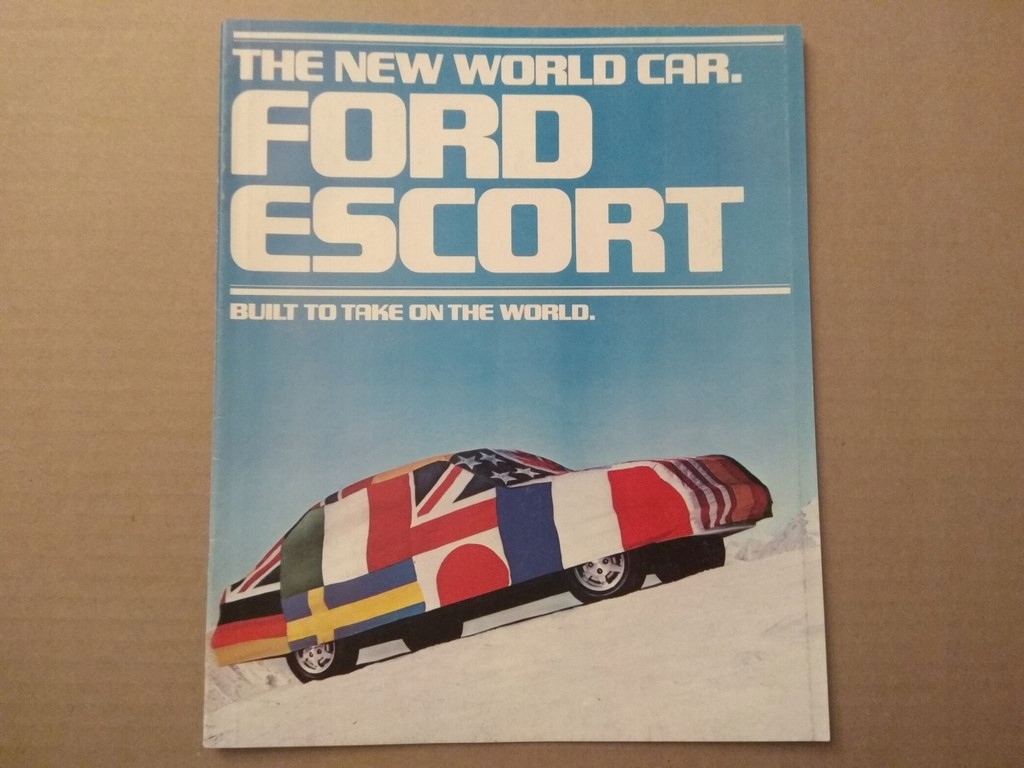 THE NEW WORLD CAR.
FORD
ESCORT
BUILT TO TAKE ON THE WORLD.